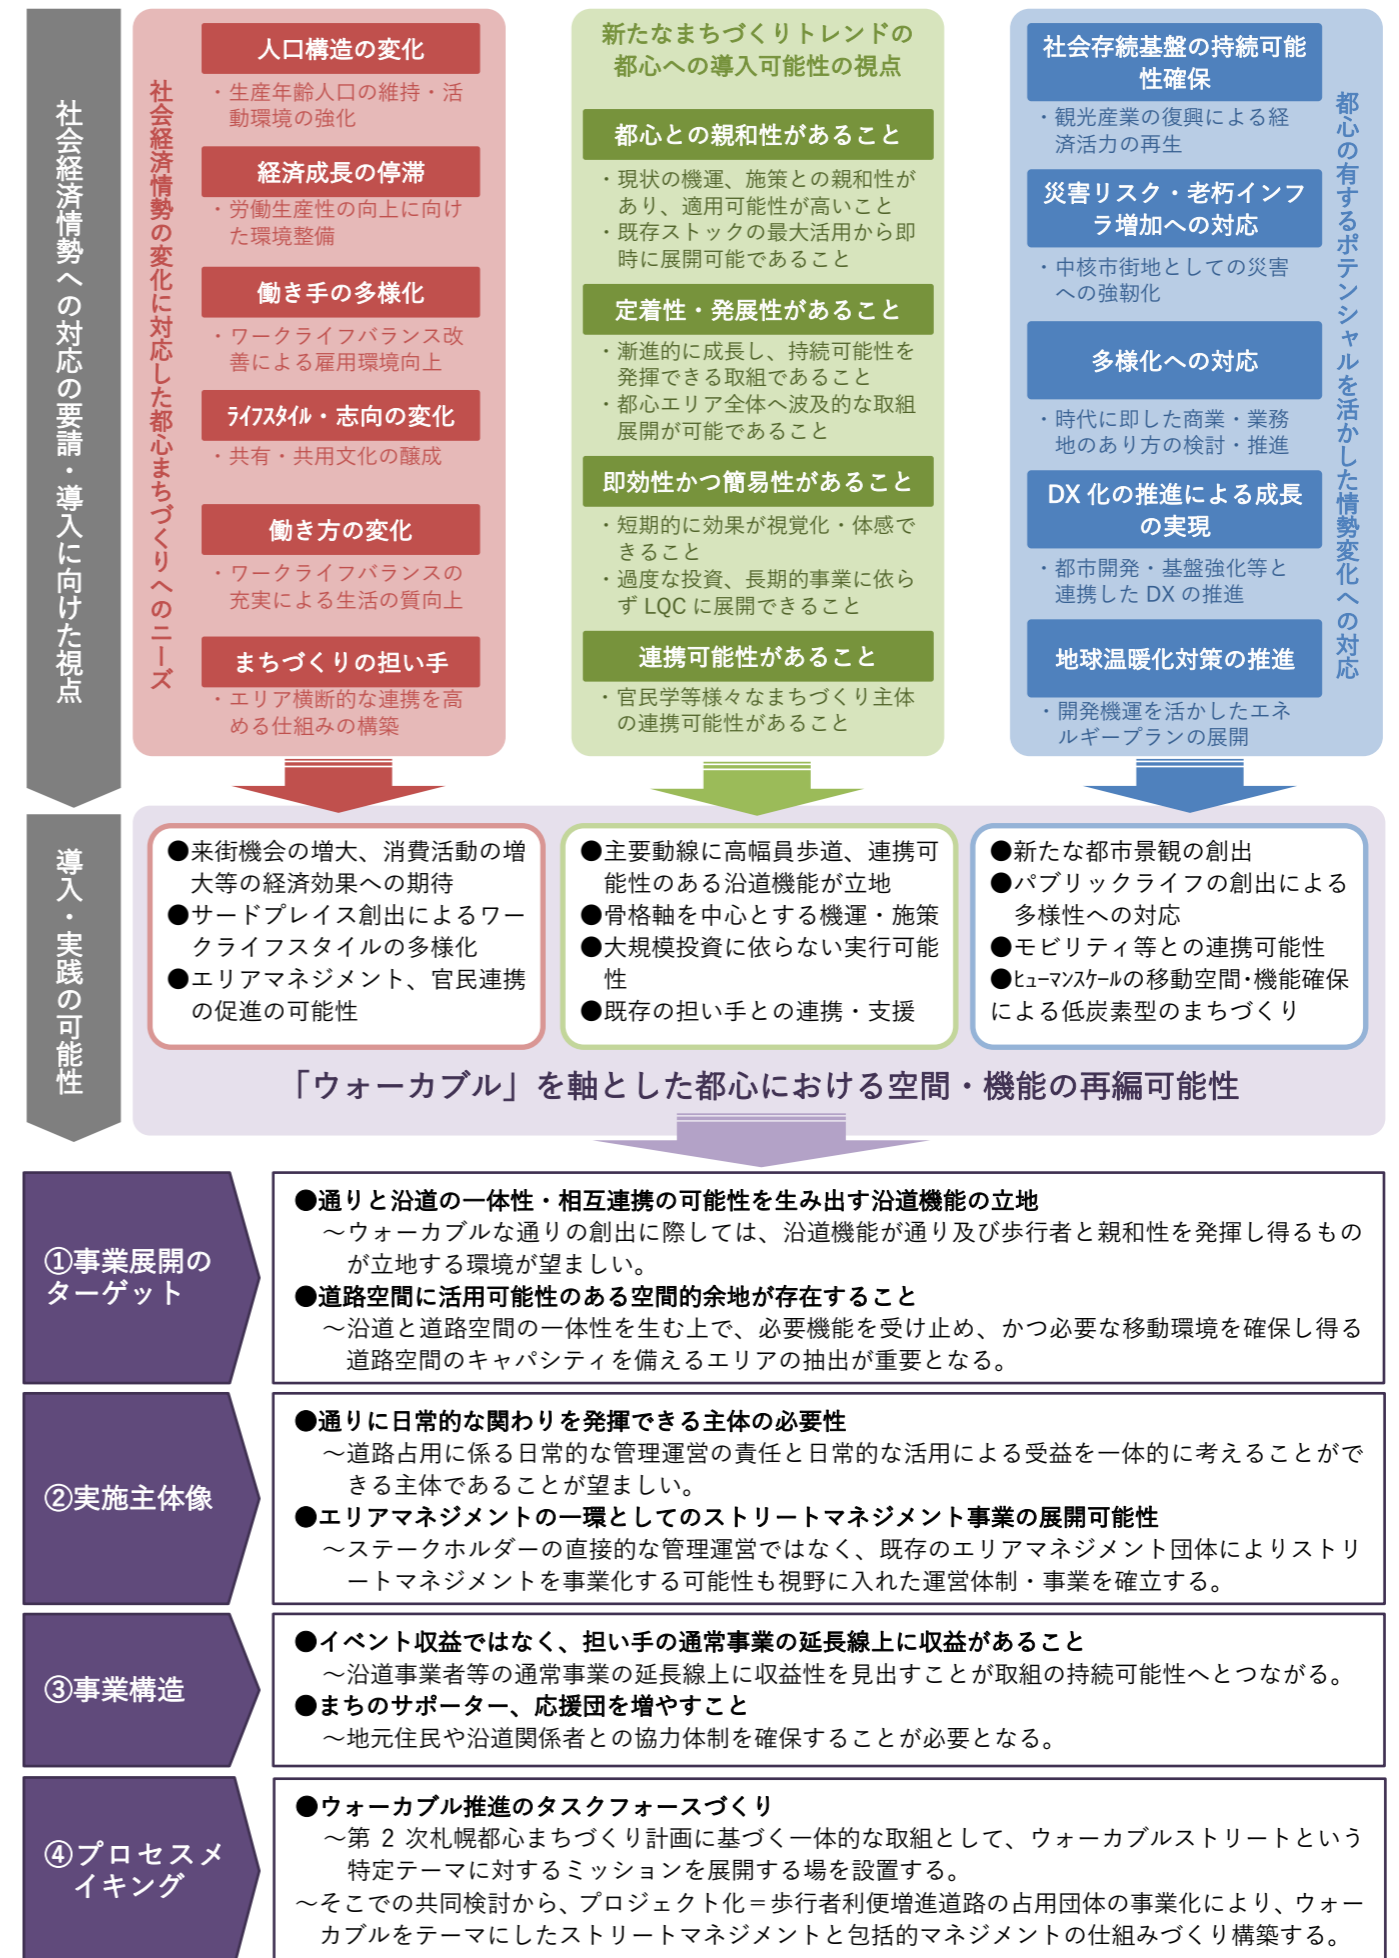 社会経済情勢への対応の要請・導入に向けた視点
社会経済情勢の変化に対応した都心まちづくりへのニーズ
人口構造の変化
・生産年齢人口の維持・活
動環境の強化
経済成長の停滞
・労働生産性の向上に向け
た環境整備
働き手の多様化
・ワークライフバランス改
善による雇用環境向上
ﾗｲﾌｽﾀｲﾙ・志向の変化
・共有・共用文化の醸成
働き方の変化
・ワークライフバランスの
充実による生活の質向上
まちづくりの担い手
・エリア横断的な連携を高
める仕組みの構築
新たなまちづくりトレンドの
都心への導入可能性の視点
都心との親和性があること
・現状の機運、施策との親和性が
あり、適用可能性が高いこと
・既存ストックの最大活用から即
時に展開可能であること
定着性・発展性があること
・漸進的に成長し、持続可能性を
発揮できる取組であること
・都心エリア全体へ波及的な取組
展開が可能であること
即効性かつ簡易性があること
・短期的に効果が視覚化・体感で
きること
・過度な投資、長期的事業に依ら
ず LQC に展開できること
連携可能性があること
・官民学等様々なまちづくり主体
の連携可能性があること
社会存続基盤の持続可能
性確保
・観光産業の復興による経
済活力の再生
災害リスク・老朽インフ
ラ増加への対応
・中核市街地としての災害
への強靭化
多様化への対応
・時代に即した商業・業務
地のあり方の検討・推進
DX 化の推進による成長
の実現
・都市開発・基盤強化等と
連携した DX の推進
地球温暖化対策の推進
・開発機運を活かしたエネ
ルギープランの展開
都心の有するポテンシャルを活かした情勢変化への対応
導入・実践の可能性
●来街機会の増大、消費活動の増
大等の経済効果への期待
●サードプレイス創出によるワー
クライフスタイルの多様化
●エリアマネジメント、官民連携
の促進の可能性
●主要動線に高幅員歩道、連携可
能性のある沿道機能が立地
●骨格軸を中心とする機運・施策
●大規模投資に依らない実行可能
性
●既存の担い手との連携・支援
●新たな都市景観の創出
●パブリックライフの創出による
多様性への対応
●モビリティ等との連携可能性
●ﾋｭｰﾏﾝｽｹｰﾙの移動空間･機能確保
による低炭素型のまちづくり
「ウォーカブル」を軸とした都心における空間・機能の再編可能性
①事業展開の
ターゲット
●通りと沿道の一体性・相互連携の可能性を生み出す沿道機能の立地
～ウォーカブルな通りの創出に際しては、沿道機能が通り及び歩行者と親和性を発揮し得るもの
が立地する環境が望ましい。
●道路空間に活用可能性のある空間的余地が存在すること
～沿道と道路空間の一体性を生む上で、必要機能を受け止め、かつ必要な移動環境を確保し得る
道路空間のキャパシティを備えるエリアの抽出が重要となる。
②実施主体像
●通りに日常的な関わりを発揮できる主体の必要性
～道路占用に係る日常的な管理運営の責任と日常的な活用による受益を一体的に考えることがで
きる主体であることが望ましい。
●エリアマネジメントの一環としてのストリートマネジメント事業の展開可能性
～ステークホルダーの直接的な管理運営ではなく、既存のエリアマネジメント団体によりストリ
ートマネジメントを事業化する可能性も視野に入れた運営体制・事業を確立する。
③事業構造
●イベント収益ではなく、担い手の通常事業の延長線上に収益があること
～沿道事業者等の通常事業の延長線上に収益性を見出すことが取組の持続可能性へとつながる。
●まちのサポーター、応援団を増やすこと
～地元住民や沿道関係者との協力体制を確保することが必要となる。
④プロセスメ
イキング
●ウォーカブル推進のタスクフォースづくり
～第 2 次札幌都心まちづくり計画に基づく一体的な取組として、ウォーカブルストリートという
特定テーマに対するミッションを展開する場を設置する。
～そこでの共同検討から、プロジェクト化＝歩行者利便増進道路の占用団体の事業化により、ウォー
カブルをテーマにしたストリートマネジメントと包括的マネジメントの仕組みづくり構築する。